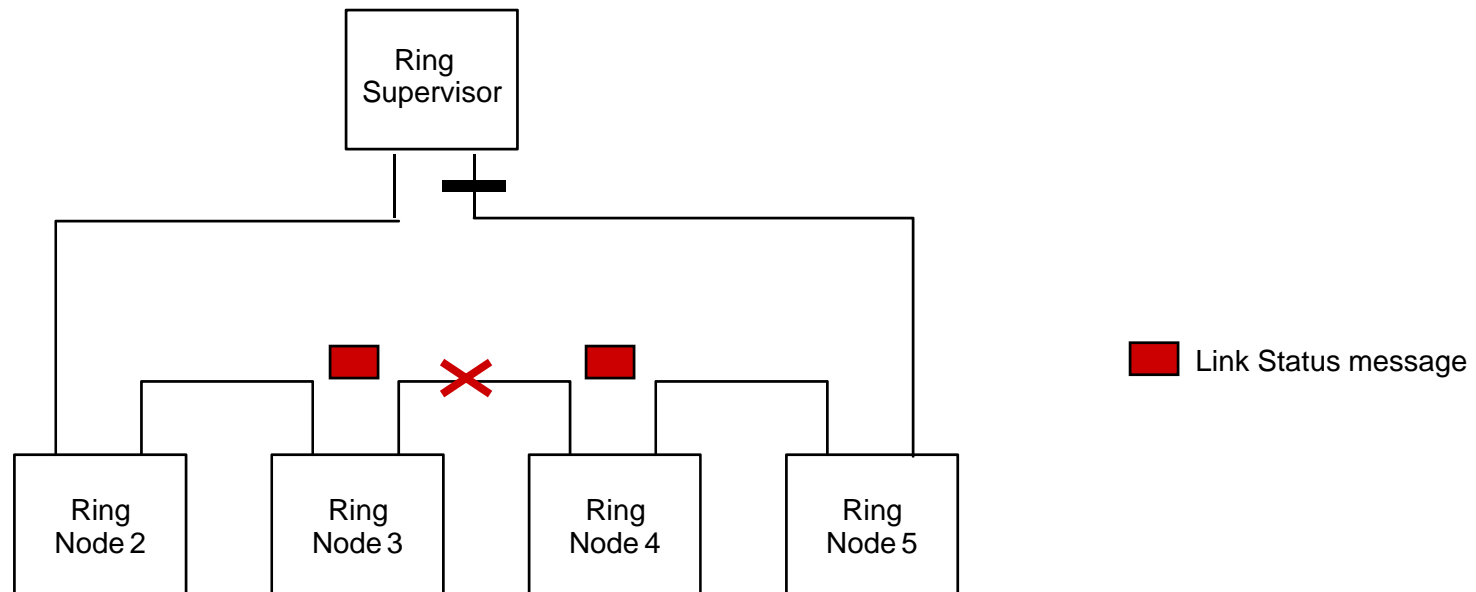 Ring
Supervisor
Link Status message
Ring
Node 2
Ring
Node 3
Ring
Node 4
Ring
Node 5